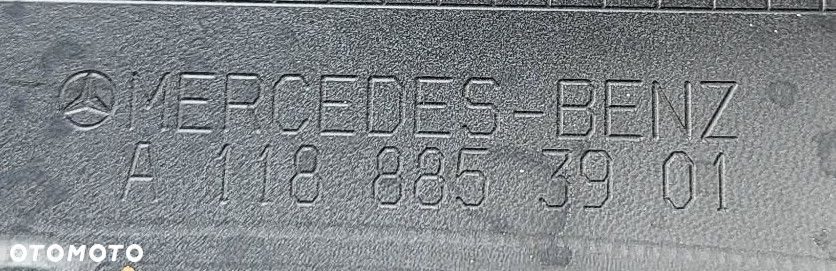 MERCEDES-BENZ
A 118 885 39 01
OTOMOTO